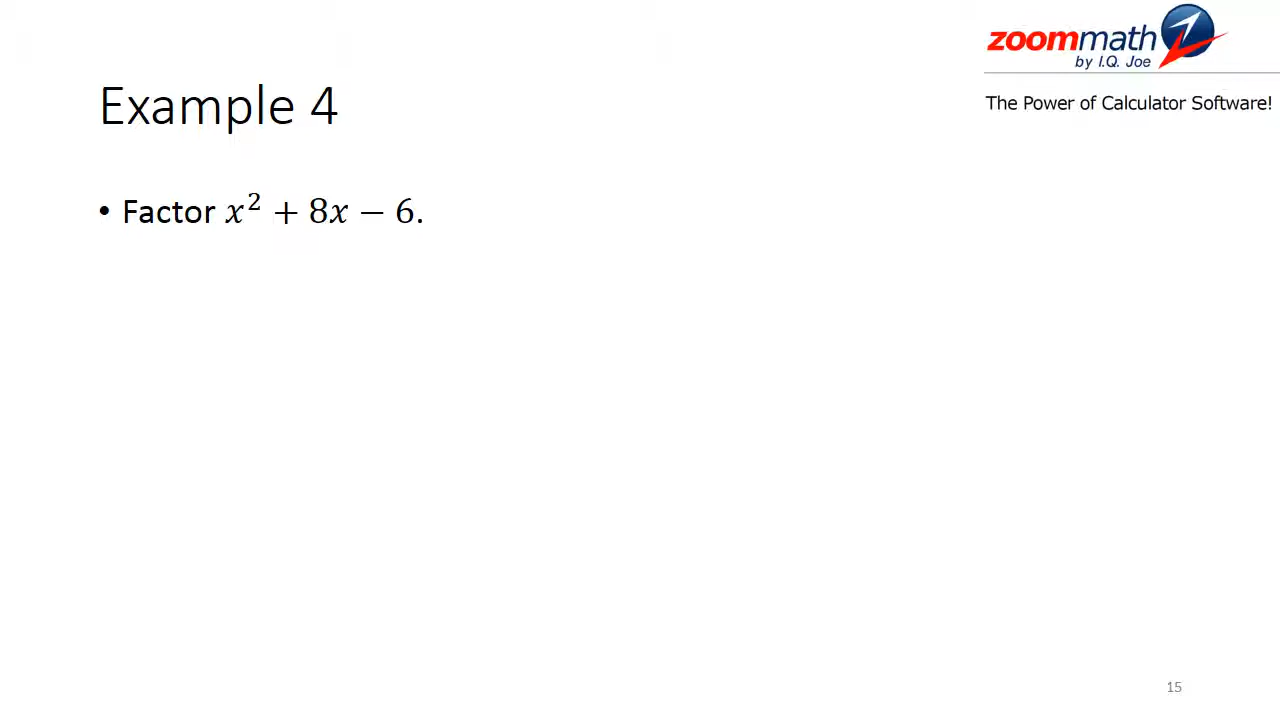 zoommath
by I.Q. Joe
The Power of Calculator Software!
Example 4
• Factor x² + 8x − 6.
15